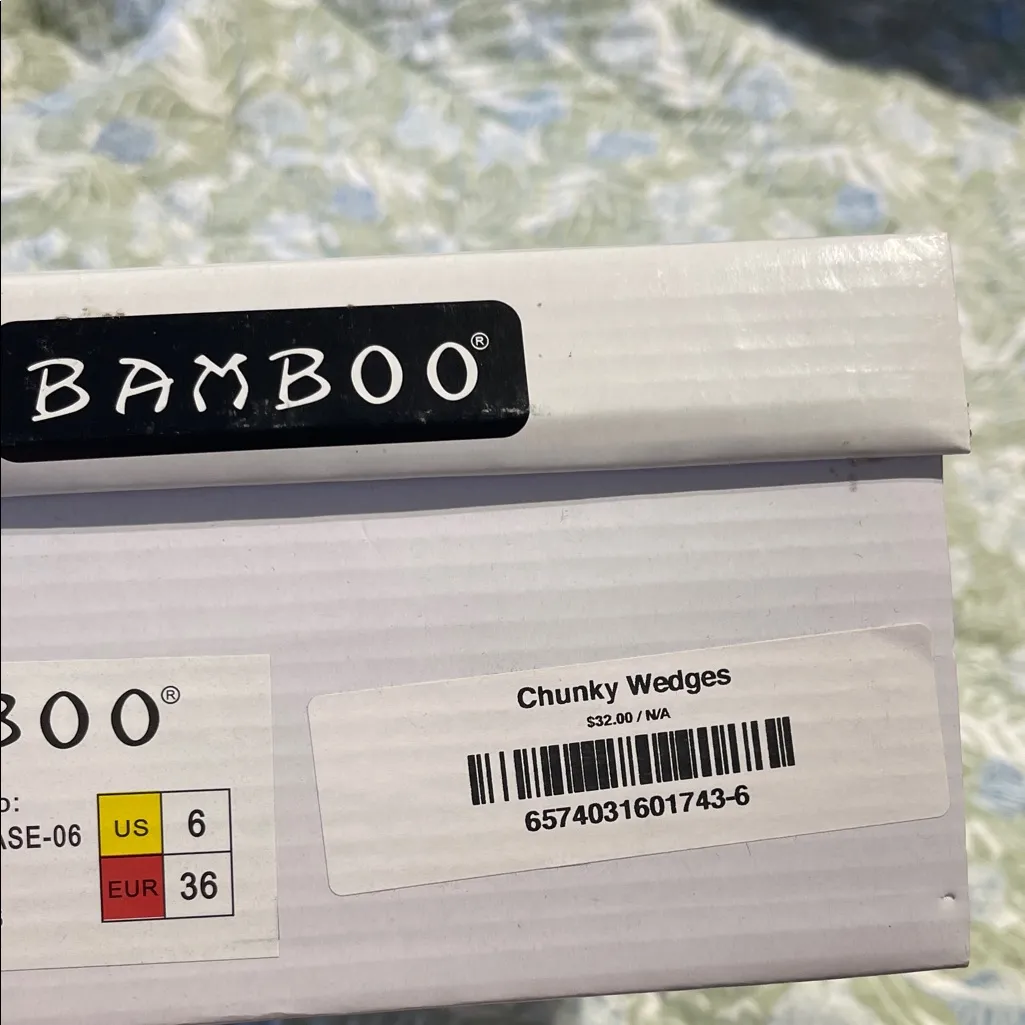 BAMBOO®
BOO®
D:
ASE-06
US 6
EUR 36
Chunky Wedges
$32.00 / N/A
6574031601743-6